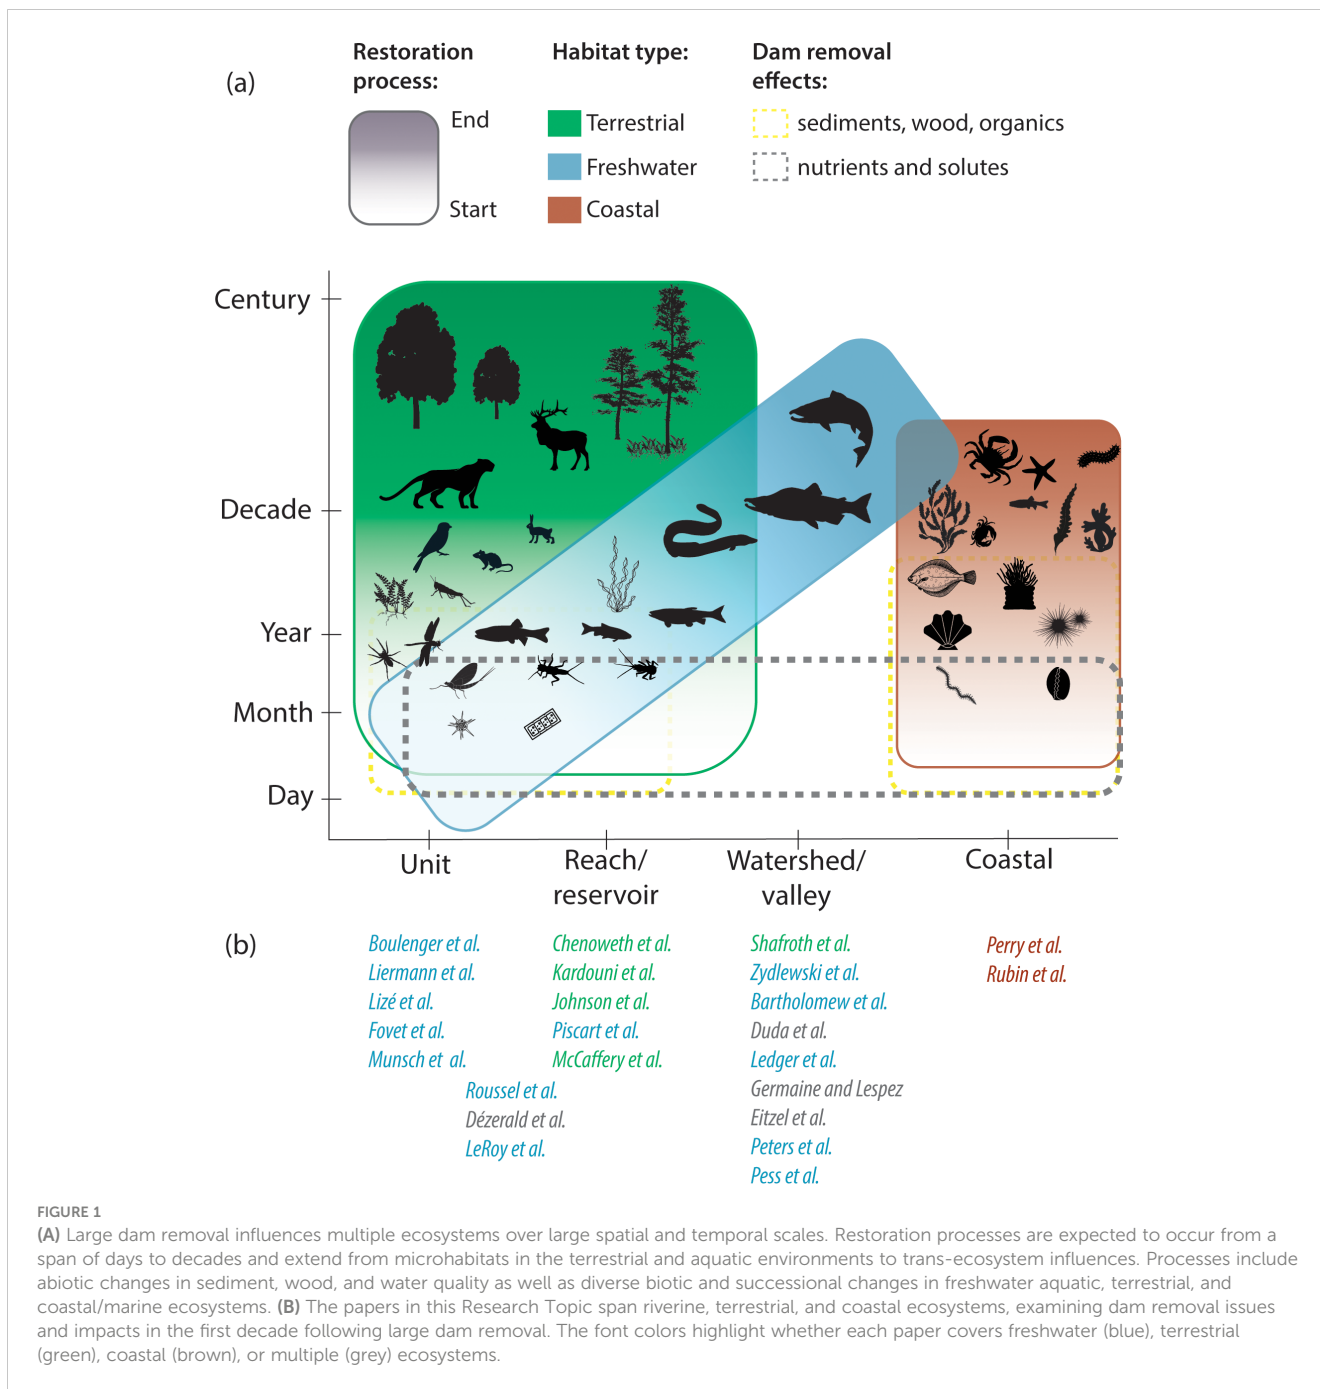 (a)
Restoration
process:
End
Start
Habitat type:
Terrestrial
Freshwater
Coastal
Dam removal
effects:
sediments, wood, organics
nutrients and solutes
Century
Decade
Year
Month
Day
Unit
Reach/
reservoir
Watershed/
valley
Coastal
(b)
Boulenger et al.
Liermann et al.
Lizé et al.
Fovet et al.
Munsch et al.
Roussel et al.
Dézerald et al.
LeRoy et al.
Chenoweth et al.
Kardouni et al.
Johnson et al.
Piscart et al.
McCaffery et al.
Shafroth et al.
Zydlewski et al.
Bartholomew et al.
Duda et al.
Ledger et al.
Germaine and Lespez
Eitzel et al.
Peters et al.
Pess et al.
Perry et al.
Rubin et al.
FIGURE 1
(A) Large dam removal influences multiple ecosystems over large spatial and temporal scales. Restoration processes are expected to occur from a
span of days to decades and extend from microhabitats in the terrestrial and aquatic environments to trans-ecosystem influences. Processes include
abiotic changes in sediment, wood, and water quality as well as diverse biotic and successional changes in freshwater aquatic, terrestrial, and
coastal/marine ecosystems. (B) The papers in this Research Topic span riverine, terrestrial, and coastal ecosystems, examining dam removal issues
and impacts in the first decade following large dam removal. The font colors highlight whether each paper covers freshwater (blue), terrestrial
(green), coastal (brown), or multiple (grey) ecosystems.